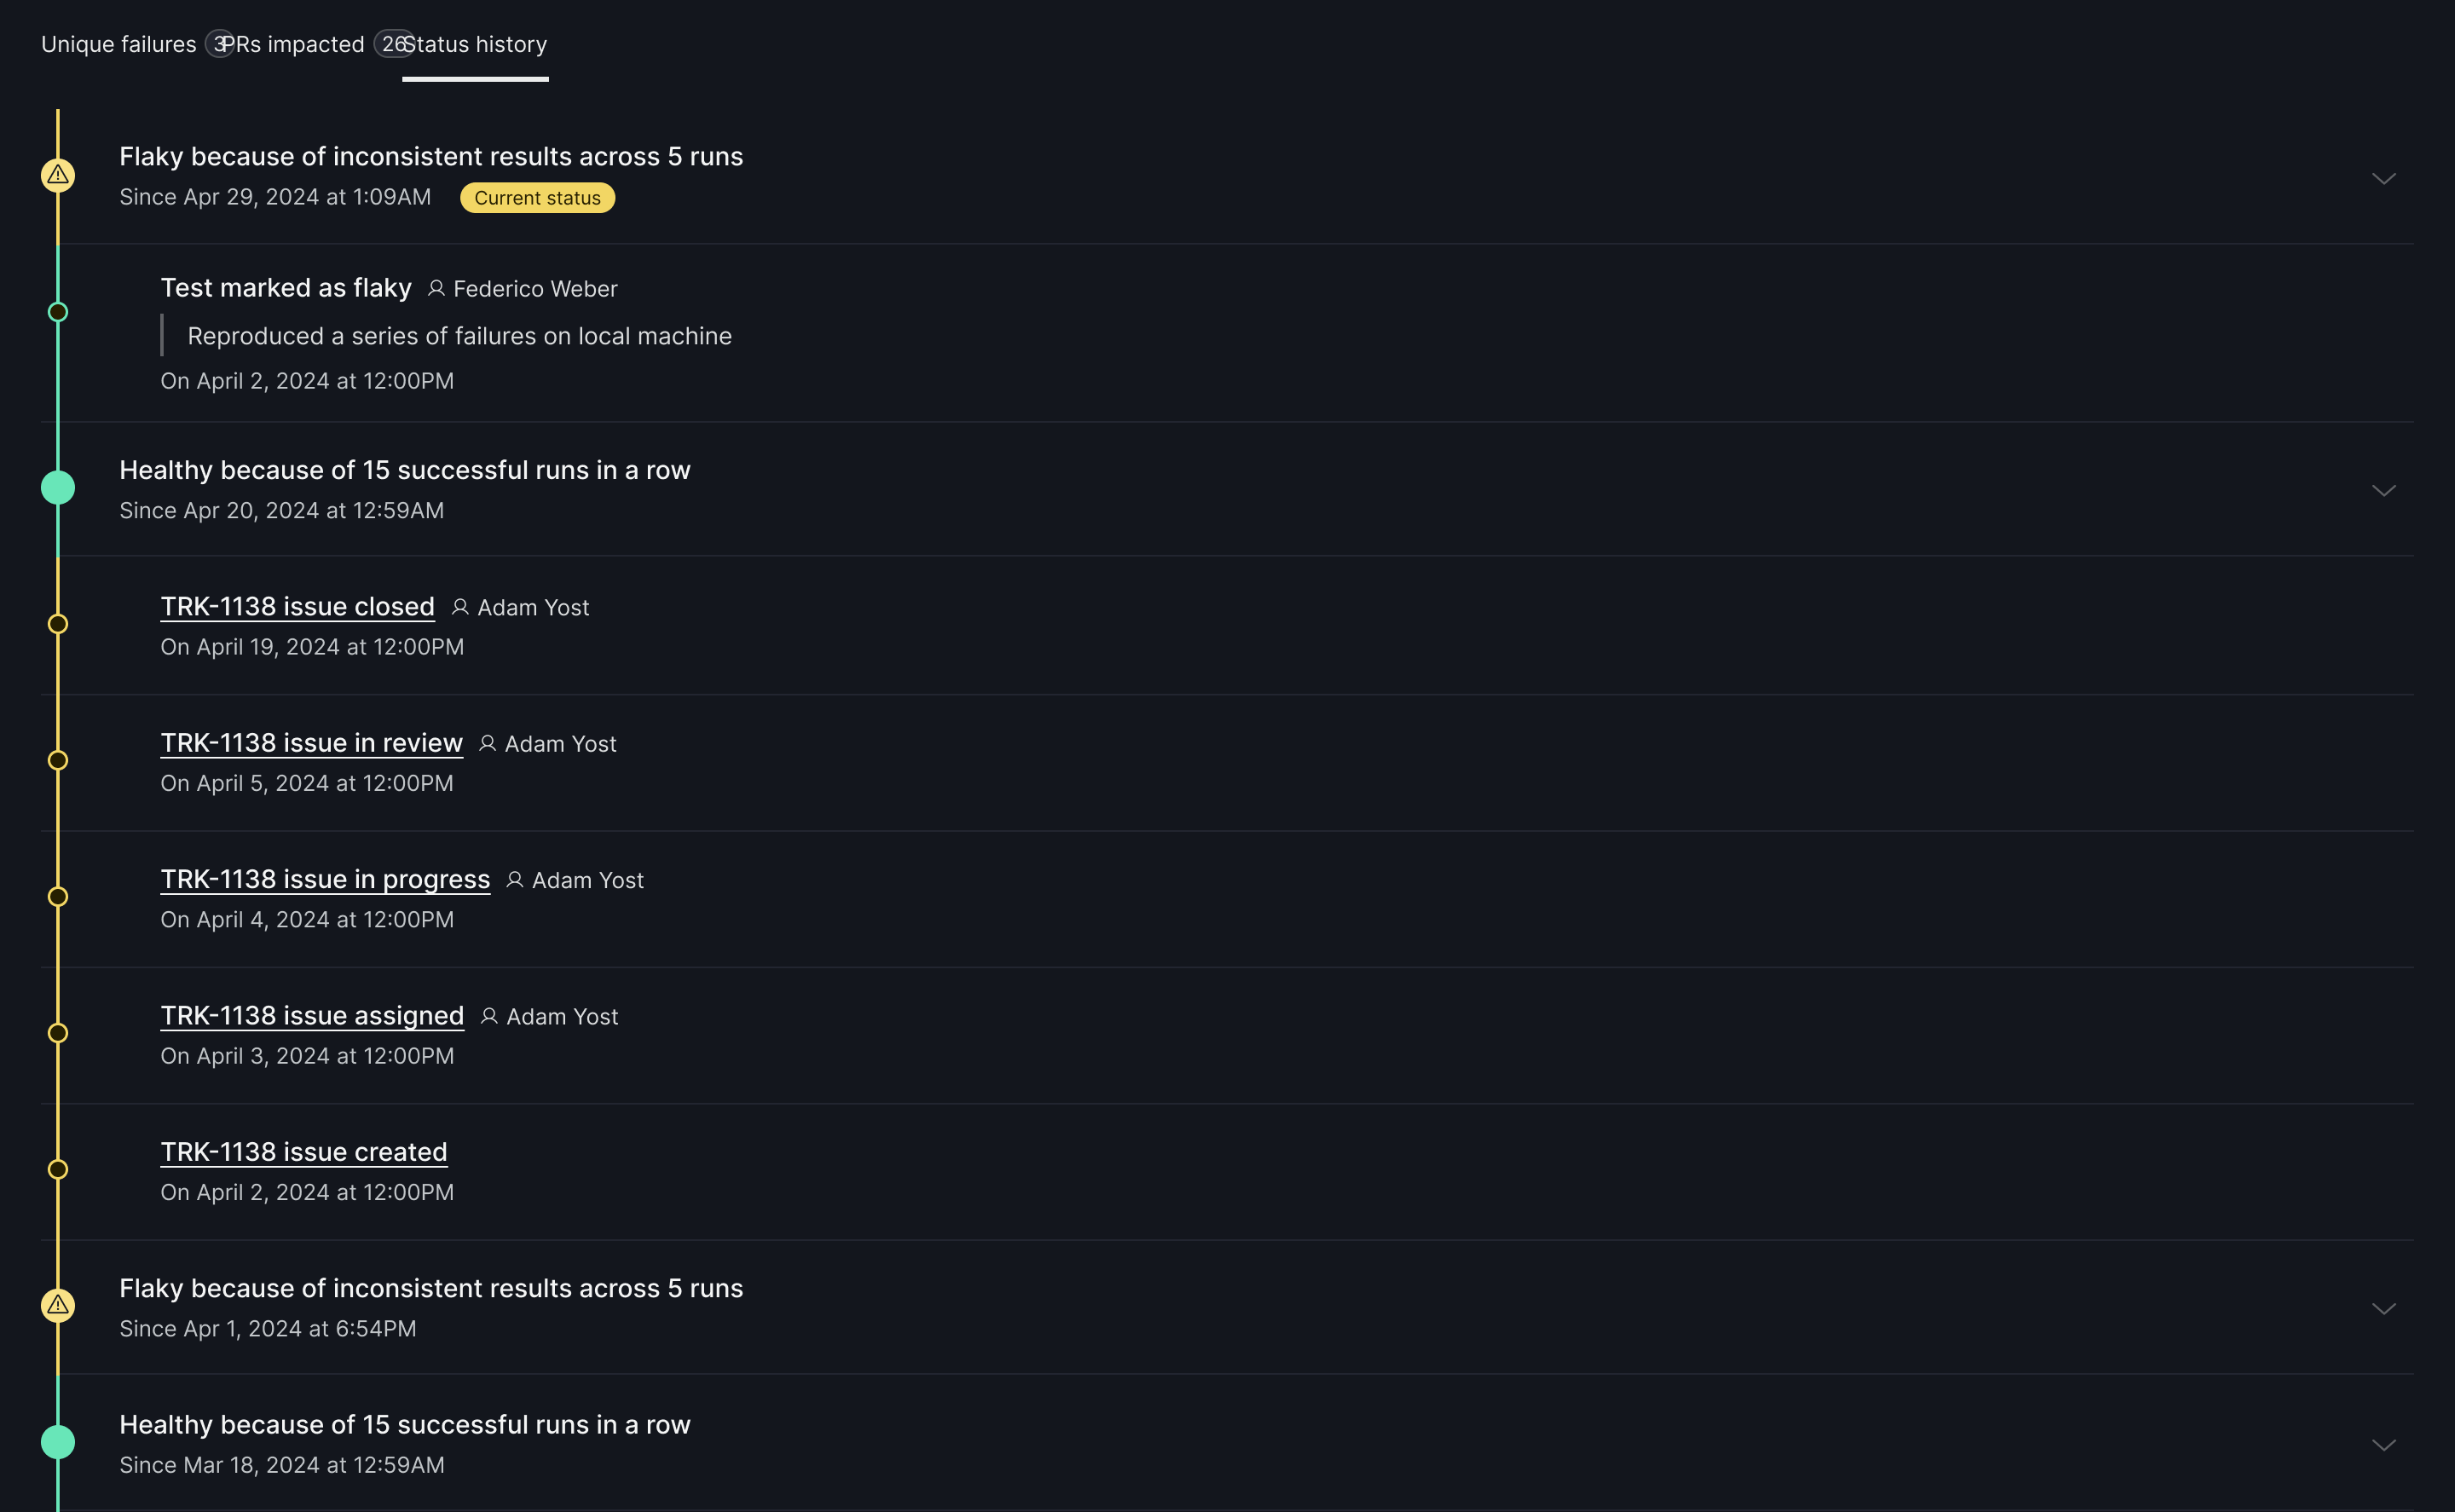 Unique failures 3 PRs impacted 26 Status history
Flaky because of inconsistent results across 5 runs
Since Apr 29, 2024 at 1:09AM Current status
Test marked as flaky Federico Weber
Reproduced a series of failures on local machine
On April 2, 2024 at 12:00PM
Healthy because of 15 successful runs in a row
Since Apr 20, 2024 at 12:59AM
TRK-1138 issue closed Adam Yost
On April 19, 2024 at 12:00PM
TRK-1138 issue in review Adam Yost
On April 5, 2024 at 12:00PM
TRK-1138 issue in progress Adam Yost
On April 4, 2024 at 12:00PM
TRK-1138 issue assigned Adam Yost
On April 3, 2024 at 12:00PM
TRK-1138 issue created
On April 2, 2024 at 12:00PM
Flaky because of inconsistent results across 5 runs
Since Apr 1, 2024 at 6:54PM
Healthy because of 15 successful runs in a row
Since Mar 18, 2024 at 12:59AM